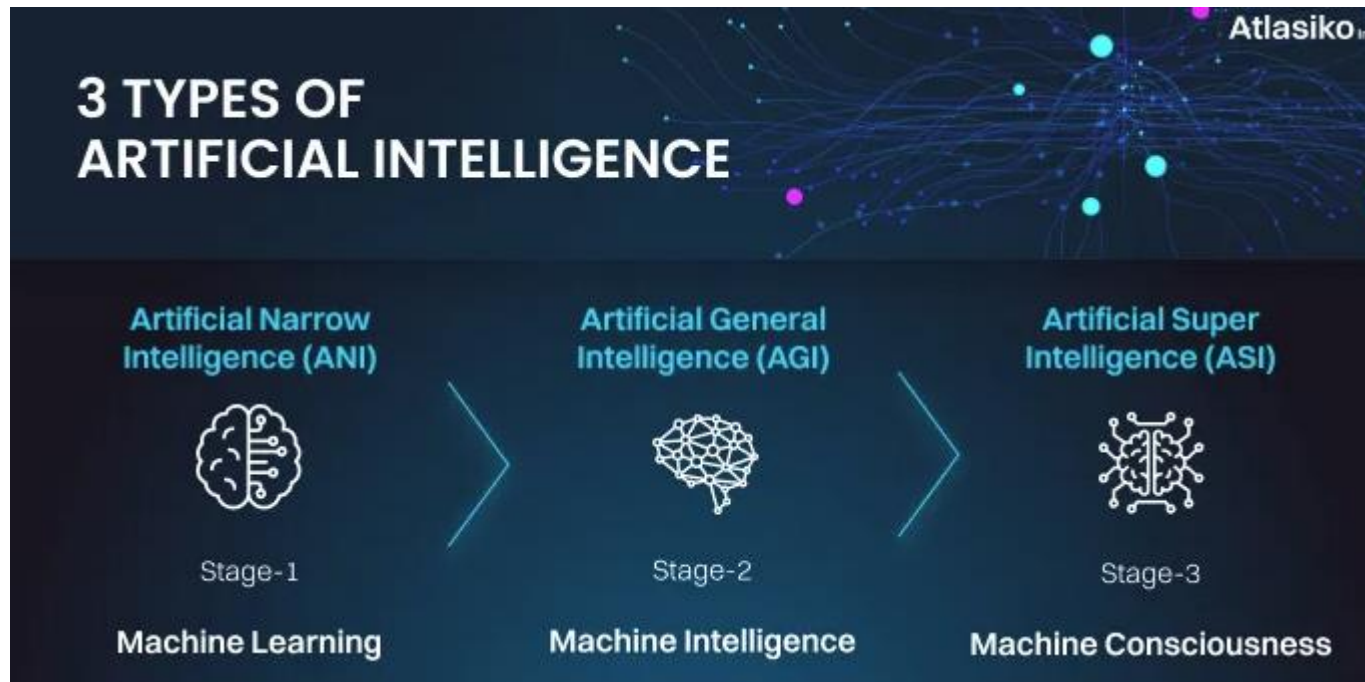 Atlasiko
3 TYPES OF
ARTIFICIAL INTELLIGENCE
Artificial Narrow
Intelligence (ANI)
Stage-1
Machine Learning
Artificial General
Intelligence (AGI)
Stage-2
Machine Intelligence
Artificial Super
Intelligence (ASI)
Stage-3
Machine Consciousness